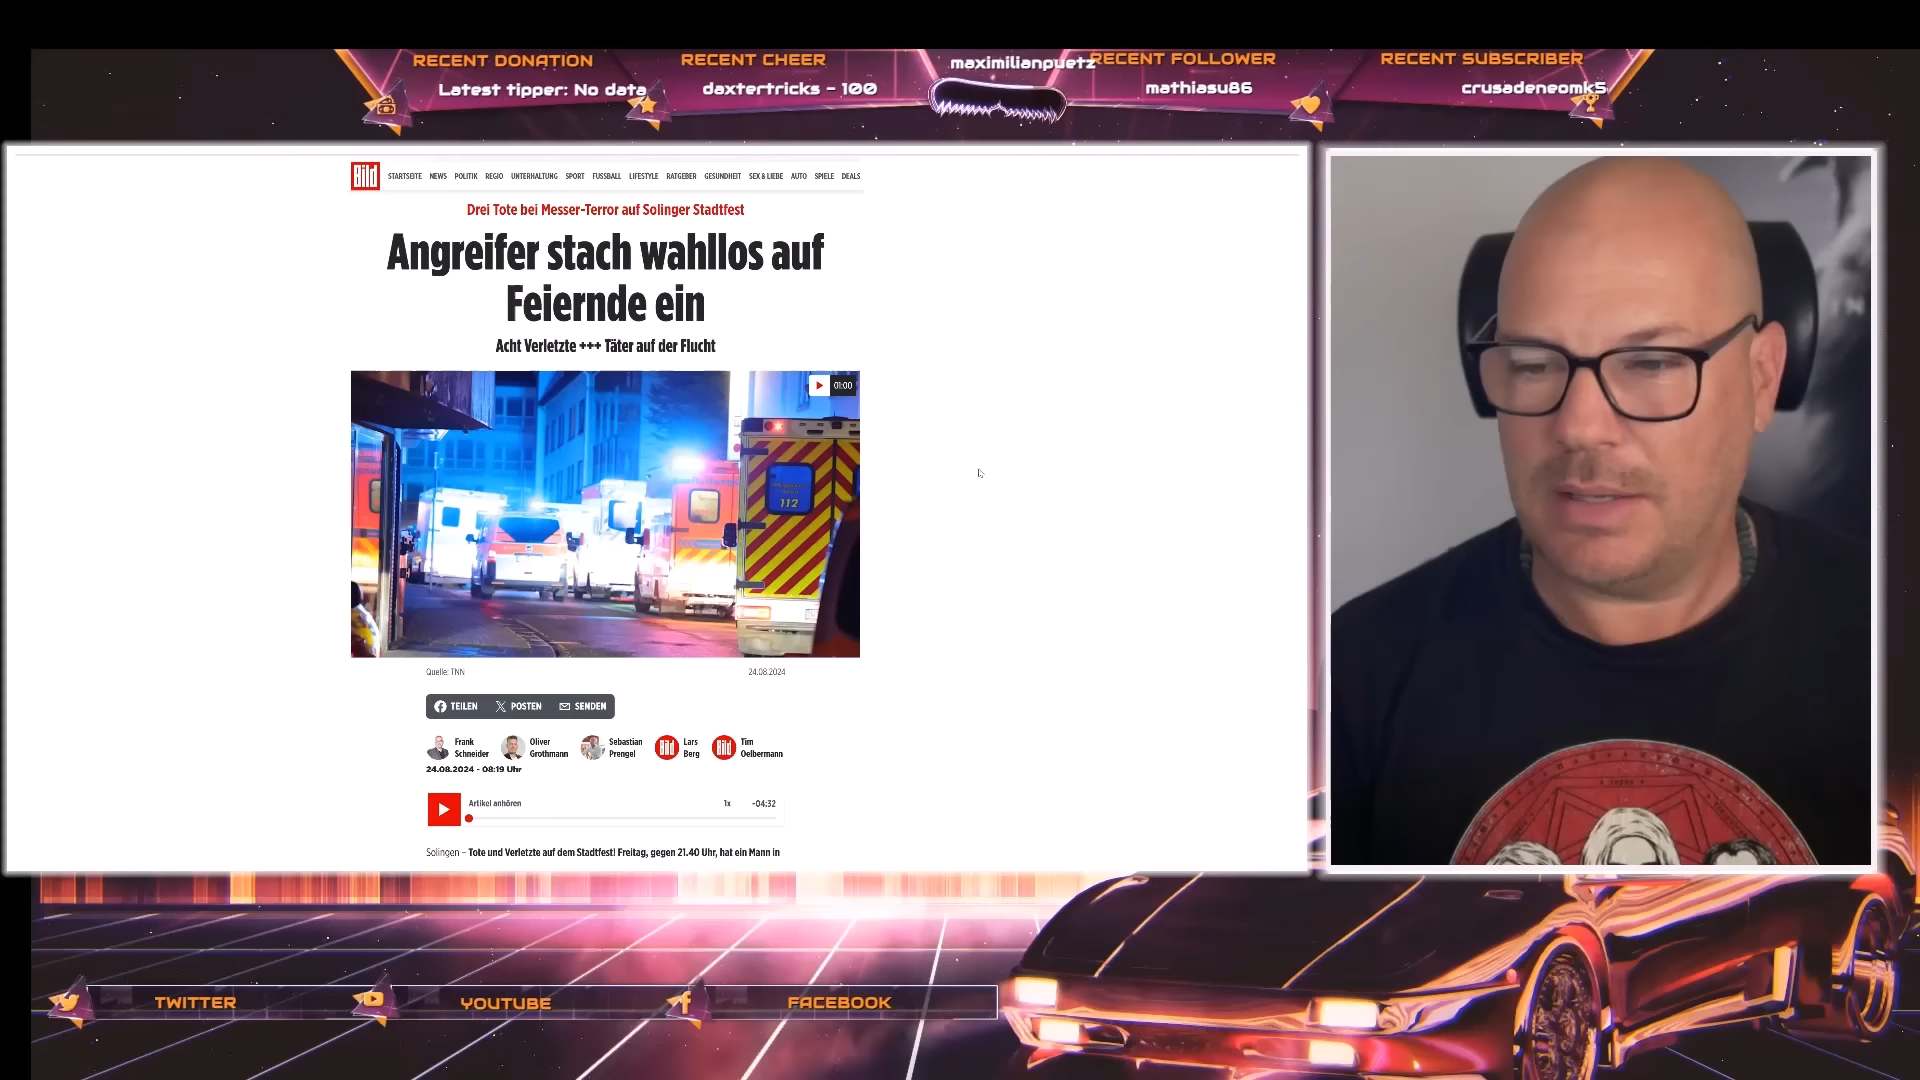 RECENT DONATION
Latest tipper: No data
RECENT CHEER
daxtertricks - 100
maximilianpuetz
RECENT FOLLOWER
mathiasu86
RECENT SUBSCRIBER
crusadeneomk5
Bild STARTSEITE NEWS POLITIK REGIO UNTERHALTUNG SPORT FUSSBALL LIFESTYLE RATGEBER GESUNDHEIT SEX & LIEBE AUTO SPIELE DEALS
Drei Tote bei Messer-Terror auf Solinger Stadtfest
Angreifer stach wahllos auf
Feiernde ein
Acht Verletzte +++ Täter auf der Flucht
01:00
112
Quelle: TNN 24.08.2024
TEILEN POSTEN SENDEN
Frank
Schneider
Oliver
Grothmann
Sebastian
Prengel
Bild
Lars
Berg
Bild
Tim
Oelbermann
24.08.2024 - 08:19 Uhr
Artikel anhören 1x -04:32
Solingen – Tote und Verletzte auf dem Stadtfest! Freitag, gegen 21.40 Uhr, hat ein Mann in
IN
TWITTER
YOUTUBE
FACEBOOK